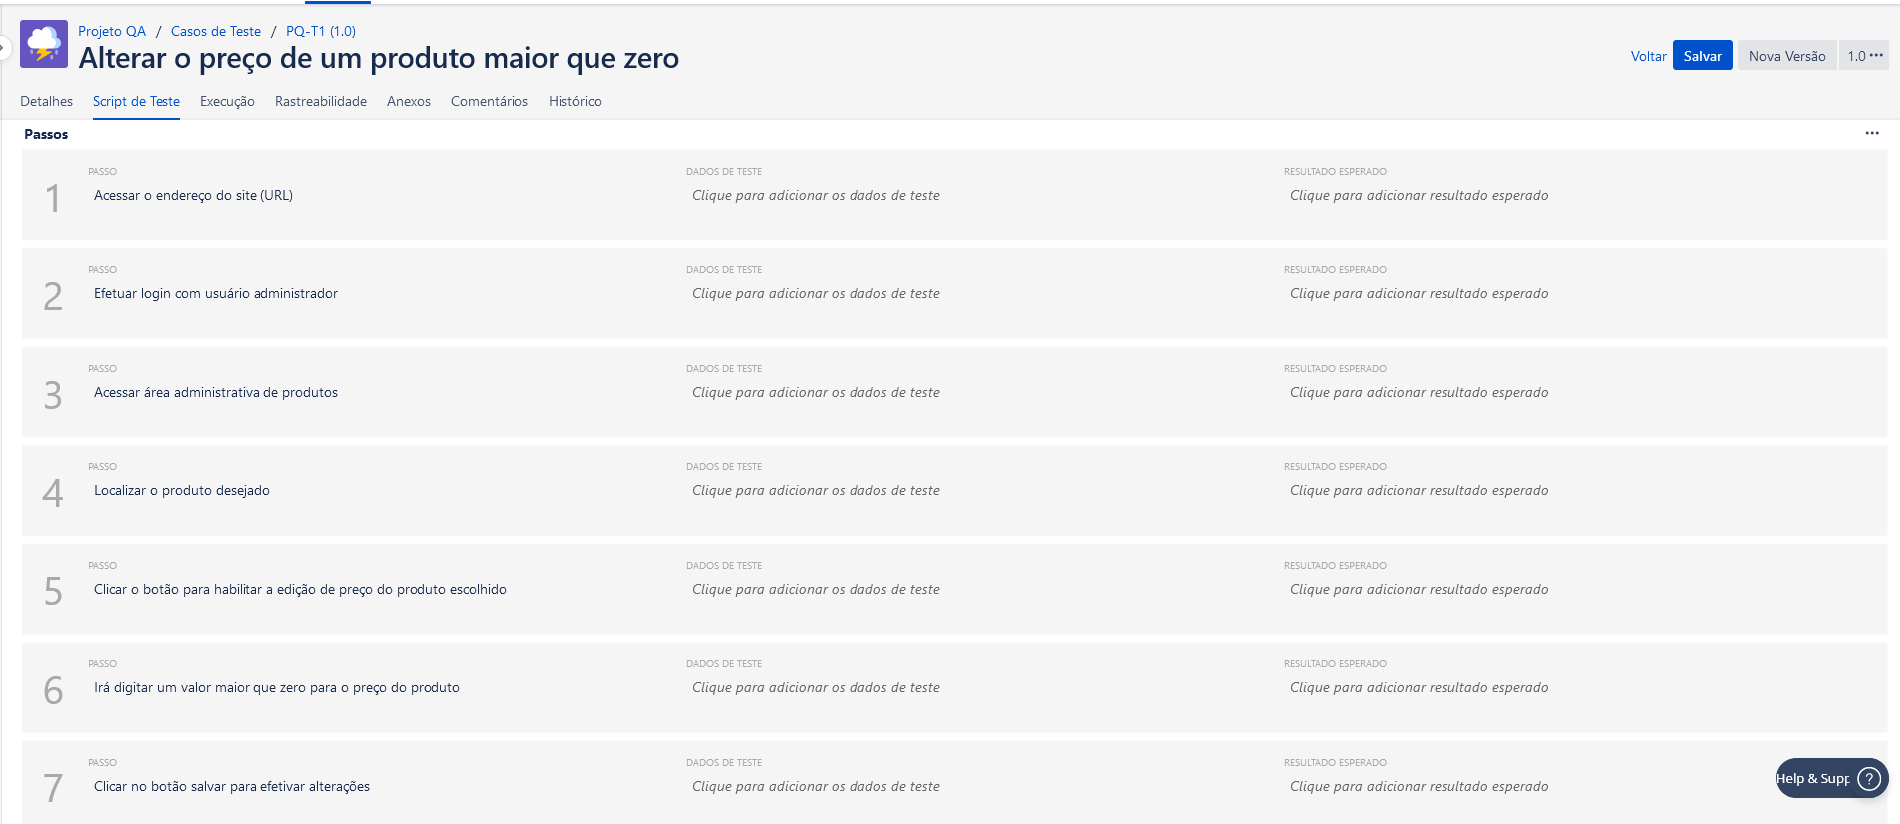 Projeto QA / Casos de Teste / PQ-T1 (1.0)
Alterar o preço de um produto maior que zero
Voltar Salvar Nova Versão 1.0 ···
Detalhes Script de Teste Execução Rastreabilidade Anexos Comentários Histórico
Passos ···
PASSO DADOS DE TESTE RESULTADO ESPERADO
1 Acessar o endereço do site (URL) Clique para adicionar os dados de teste Clique para adicionar resultado esperado
PASSO DADOS DE TESTE RESULTADO ESPERADO
2 Efetuar login com usuário administrador Clique para adicionar os dados de teste Clique para adicionar resultado esperado
PASSO DADOS DE TESTE RESULTADO ESPERADO
3 Acessar área administrativa de produtos Clique para adicionar os dados de teste Clique para adicionar resultado esperado
PASSO DADOS DE TESTE RESULTADO ESPERADO
4 Localizar o produto desejado Clique para adicionar os dados de teste Clique para adicionar resultado esperado
PASSO DADOS DE TESTE RESULTADO ESPERADO
5 Clicar o botão para habilitar a edição de preço do produto escolhido Clique para adicionar os dados de teste Clique para adicionar resultado esperado
PASSO DADOS DE TESTE RESULTADO ESPERADO
6 Irá digitar um valor maior que zero para o preço do produto Clique para adicionar os dados de teste Clique para adicionar resultado esperado
PASSO DADOS DE TESTE RESULTADO ESPERADO
7 Clicar no botão salvar para efetivar alterações Clique para adicionar os dados de teste Clique para adicionar resultado esperado
Help & Supp ?